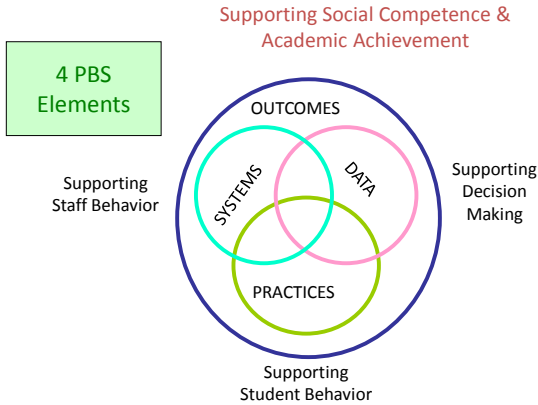 Supporting Social Competence &
Academic Achievement
4 PBS
Elements
OUTCOMES
SYSTEMS
DATA
Supporting
Staff Behavior
Supporting
Decision
Making
PRACTICES
Supporting
Student Behavior